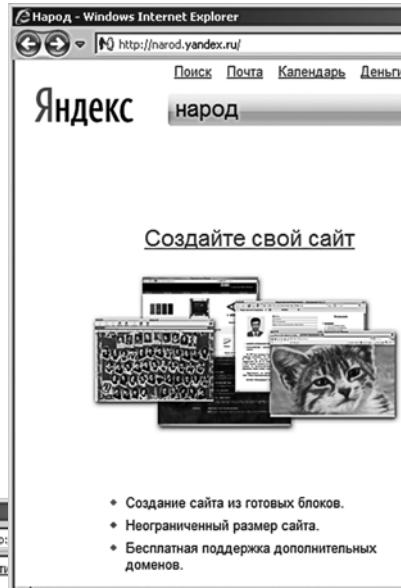 Народ - Windows Internet Explorer
http://narod.yandex.ru/
Поиск Почта Календарь Деньги
Яндекс
народ
Создайте свой сайт
Создание сайта из готовых блоков.
Неограниченный размер сайта.
Бесплатная поддержка дополнительных
доменов.